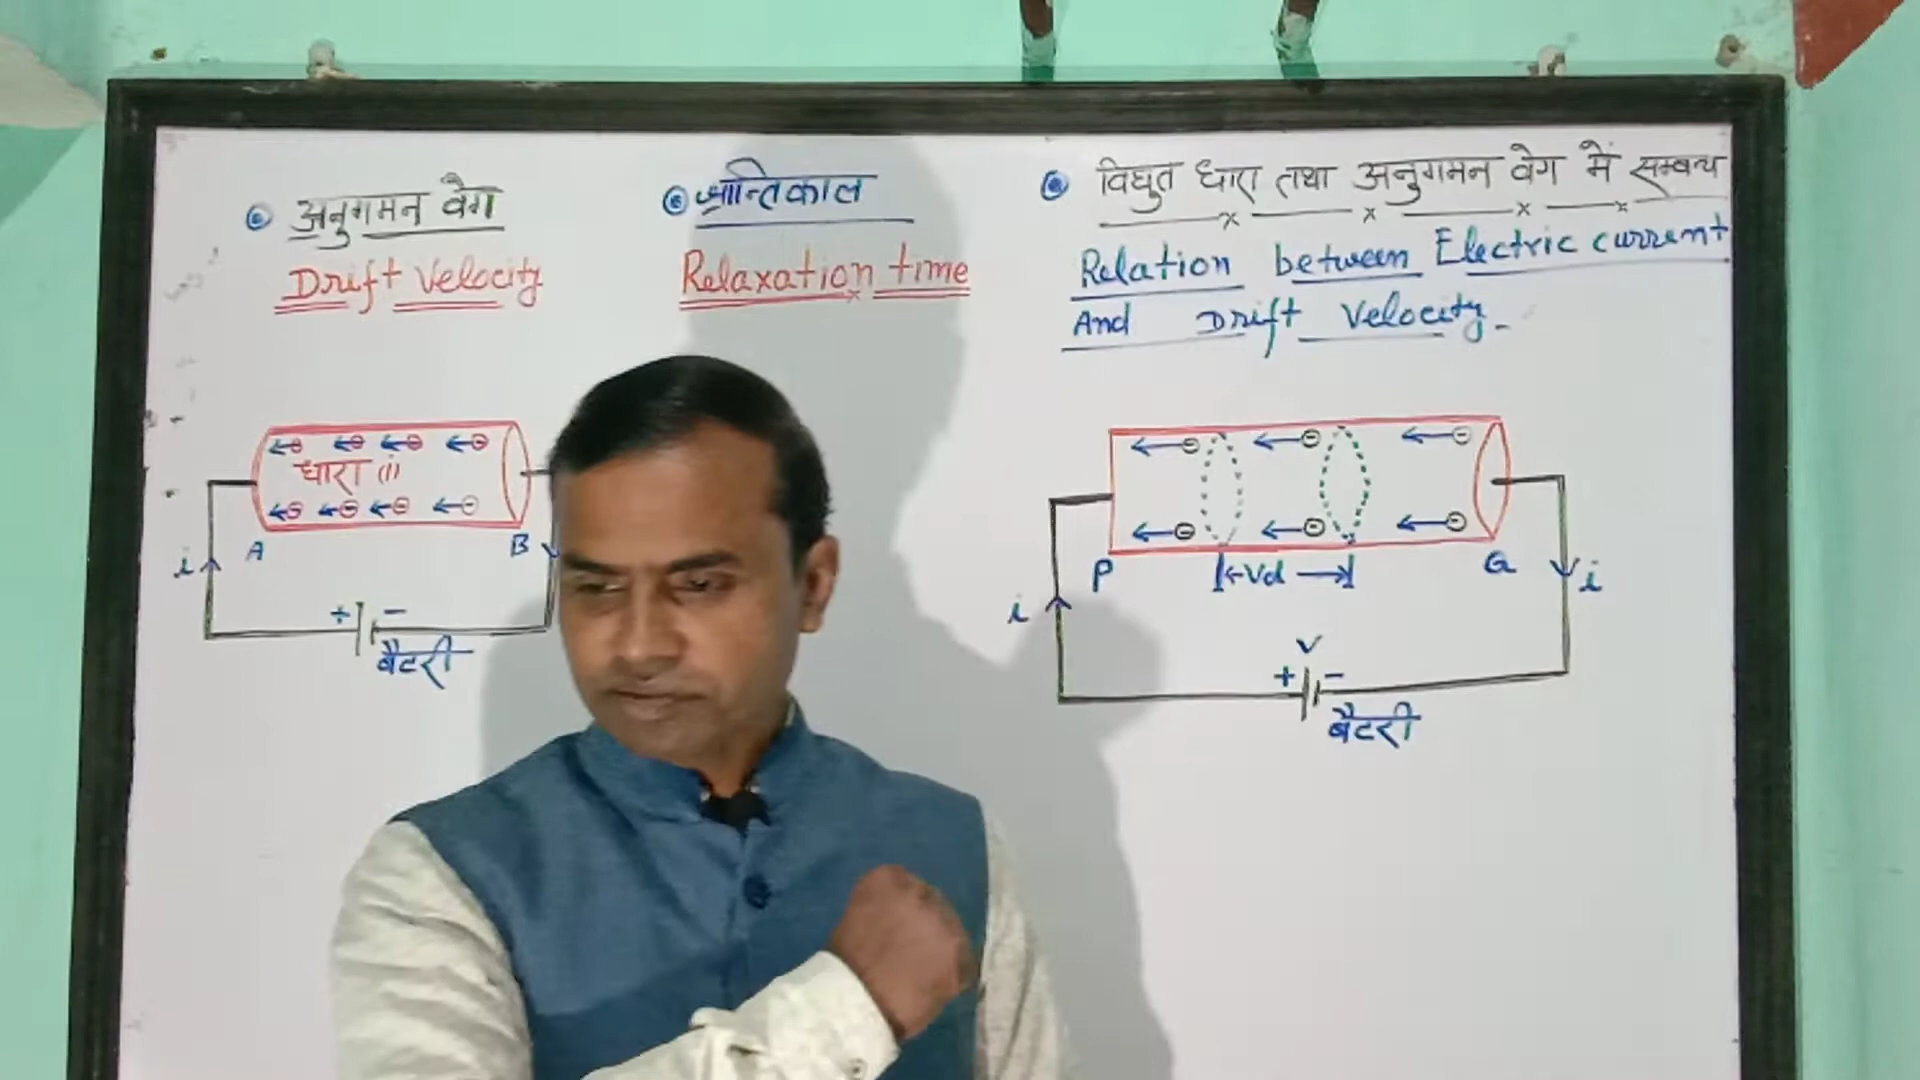 अनुगमन वेग
Drift Velocity
श्रान्तिकाल
Relaxation time
विद्युत धारा तथा अनुगमन वेग में सम्बन्ध
Relation between Electric current
And Drift Velocity -
धारा (i)
A
B
i
+ -
बैटरी
P
Vd
Q
i
i
V
+ -
बैटरी